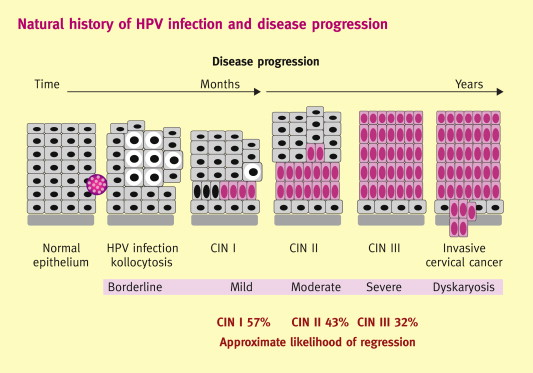 Natural history of HPV infection and disease progression
Disease progression
Time Months Years
Normal epithelium
HPV infection kollocytosis
CIN I
CIN II
CIN III
Invasive cervical cancer
Borderline Mild Moderate Severe Dyskaryosis
CIN I 57% CIN II 43% CIN III 32%
Approximate likelihood of regression